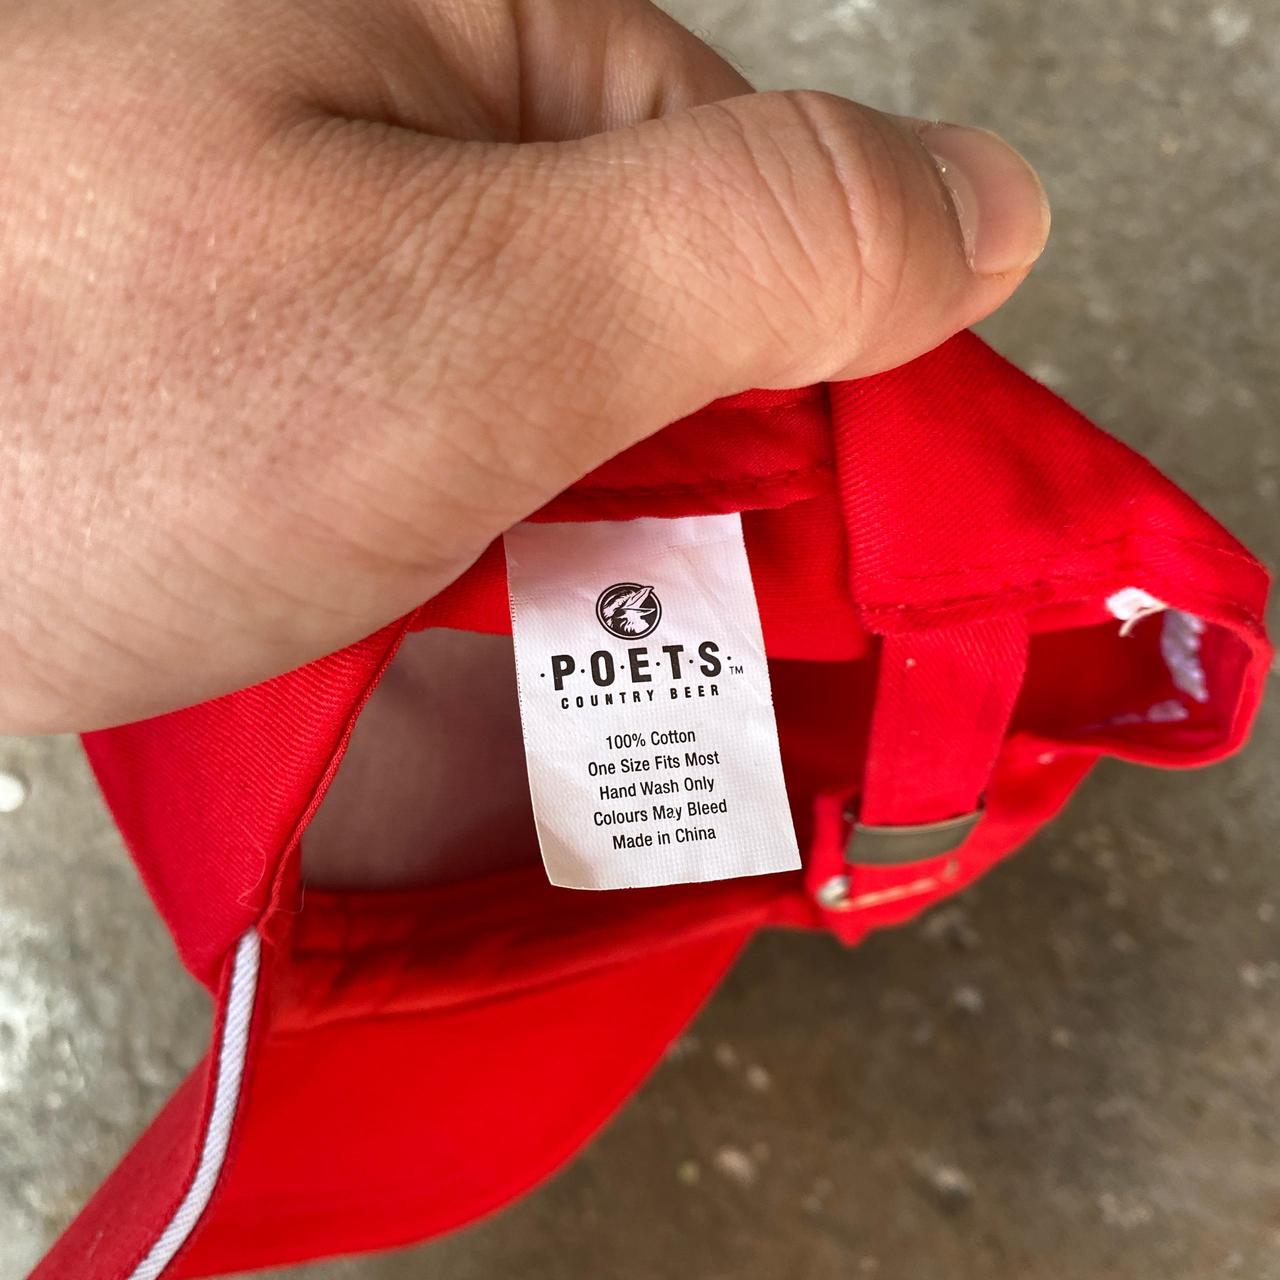 ·P·O·E·T·S·™
COUNTRY BEER
100% Cotton
One Size Fits Most
Hand Wash Only
Colours May Bleed
Made in China